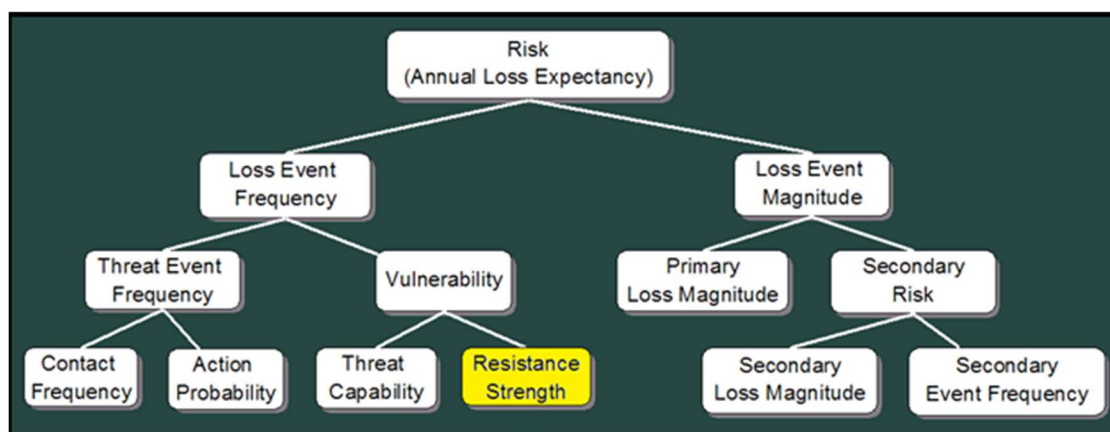 Risk
(Annual Loss Expectancy)
Loss Event
Frequency
Loss Event
Magnitude
Threat Event
Frequency
Vulnerability
Primary
Loss Magnitude
Secondary
Risk
Contact
Frequency
Action
Probability
Threat
Capability
Resistance
Strength
Secondary
Loss Magnitude
Secondary
Event Frequency